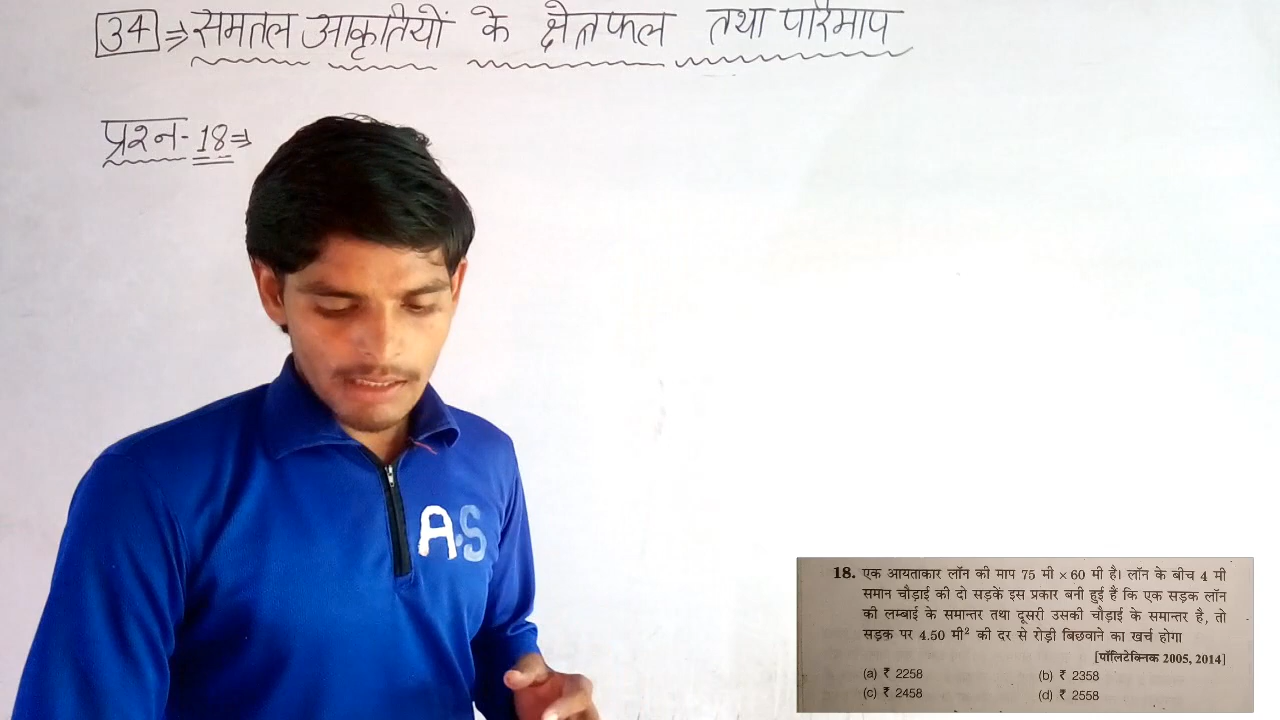 34 ⇒ समतल आकृतियों के क्षेत्रफल तथा परिमाप
प्रश्न- 18 ⇒
A.S
18. एक आयताकार लॉन की माप 75 मी × 60 मी है। लॉन के बीच 4 मी
समान चौड़ाई की दो सड़कें इस प्रकार बनी हुई हैं कि एक सड़क लॉन
की लम्बाई के समान्तर तथा दूसरी उसकी चौड़ाई के समान्तर है, तो
सड़क पर 4.50 मी² की दर से रोड़ी बिछवाने का खर्च होगा
[पॉलिटेक्निक 2005, 2014]
(a) ₹ 2258 (b) ₹ 2358
(c) ₹ 2458 (d) ₹ 2558